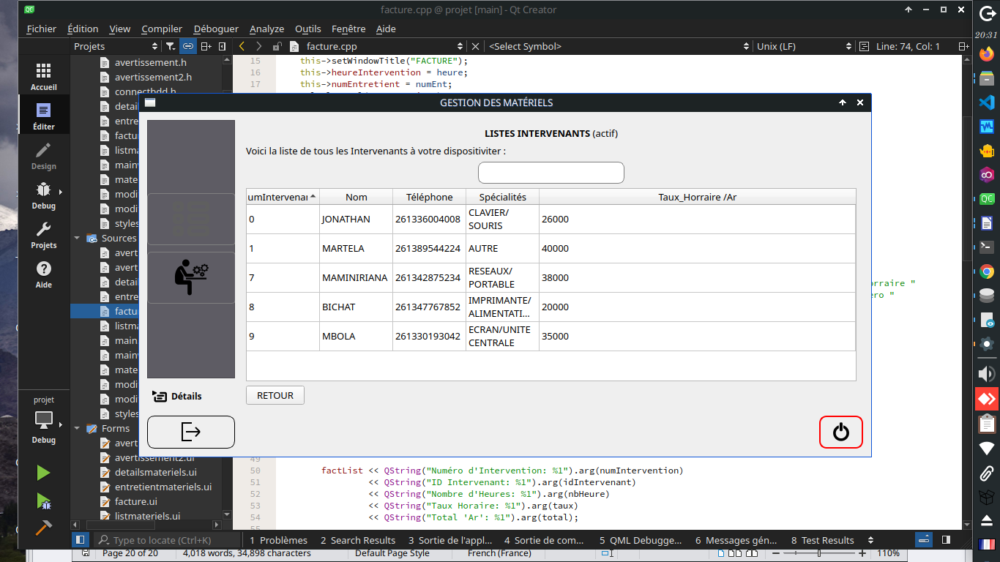 facture.cpp @ projet [main] - Qt Creator
Fichier Édition View Compiler Déboguer Analyze Outils Fenêtre Aide
20:31
Projets facture.cpp <Select Symbol> Unix (LF) Line: 74, Col: 1
Accueil
Éditer
Design
Debug
Projets
Aide
projet
Debug
avertissement.h
avertissement2.h
connectbdd.h
detai
entre
factu
listma
mainv
mate
modi
modi
styles
Sources
avert
avert
detail
entre
factu
listma
main.
mainv
mate
modi
modi
styles
Forms
avert
avertissement2.ui
detailsmateriels.ui
entretientmateriels.ui
facture.ui
listmateriels.ui
15 this->setWindowTitle("FACTURE");
16 this->heureIntervention = heure;
17 this->numEntretient = numEnt;
orraire "
ero "
GESTION DES MATÉRIELS
LISTES INTERVENANTS (actif)
Voici la liste de tous les Intervenants à votre dispositiviter :
umIntervenan Nom Téléphone Spécialités Taux_Horraire /Ar
0 JONATHAN 261336004008 CLAVIER/ 26000
SOURIS
1 MARTELA 261389544224 AUTRE 40000
7 MAMINIRIANA 261342875234 RESEAUX/ 38000
PORTABLE
8 BICHAT 261347767852 IMPRIMANTE/ 20000
ALIMENTATI...
9 MBOLA 261330193042 ECRAN/UNITE 35000
CENTRALE
Détails
RETOUR
49
50 factList << QString("Numéro d'Intervention: %1").arg(numIntervention)
51 << QString("ID Intervenant: %1").arg(idIntervenant)
52 << QString("Nombre d'Heures: %1").arg(nbHeure)
53 << QString("Taux Horaire: %1").arg(taux)
54 << QString("Total 'Ar': %1").arg(total);
55
Type to locate (Ctrl+K) 1 Problèmes 2 Search Results 3 Sortie de l'appl... 4 Sortie de com... 5 QML Debugge... 6 Messages gén... 8 Test Results
Page 20 of 20 4,018 words, 34,898 characters Default Page Style French (France) 110%